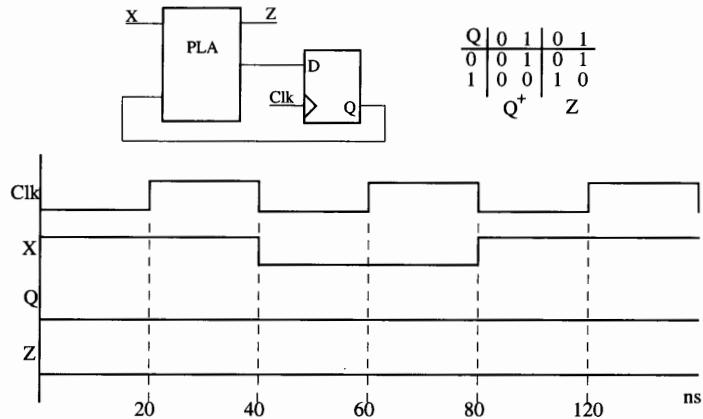 X
Z
PLA
D
Clk
Q
Q 0 1 0 1
0 0 1 0 1
1 0 0 1 0
Q+ Z
Clk
X
Q
Z
20 40 60 80 120 ns